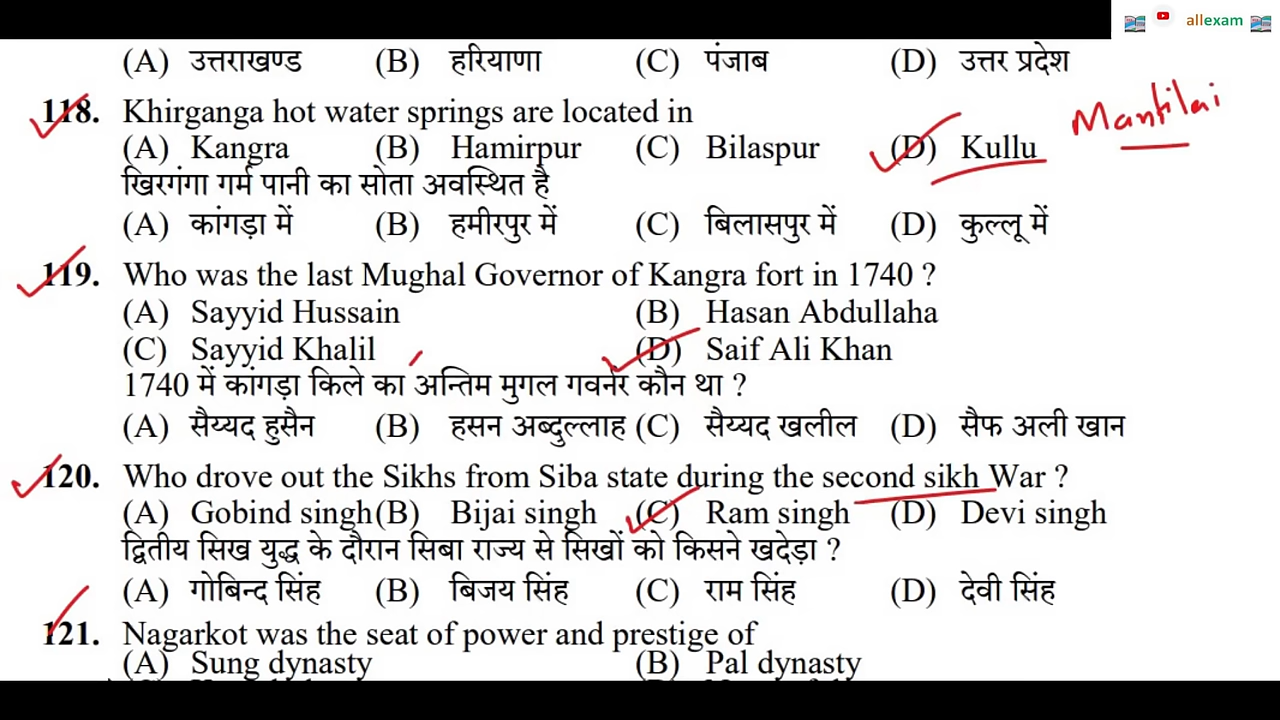 allexam
(A) उत्तराखण्ड (B) हरियाणा (C) पंजाब (D) उत्तर प्रदेश
118. Khirganga hot water springs are located in
Mantilai
(A) Kangra (B) Hamirpur (C) Bilaspur (D) Kullu
खिरगंगा गर्म पानी का सोता अवस्थित है
(A) कांगड़ा में (B) हमीरपुर में (C) बिलासपुर में (D) कुल्लू में
119. Who was the last Mughal Governor of Kangra fort in 1740 ?
(A) Sayyid Hussain (B) Hasan Abdullaha
(C) Sayyid Khalil (D) Saif Ali Khan
1740 में कांगड़ा किले का अन्तिम मुगल गवर्नर कौन था ?
(A) सैय्यद हुसैन (B) हसन अब्दुल्लाह (C) सैय्यद खलील (D) सैफ अली खान
120. Who drove out the Sikhs from Siba state during the second sikh War ?
(A) Gobind singh (B) Bijai singh (C) Ram singh (D) Devi singh
द्वितीय सिख युद्ध के दौरान सिबा राज्य से सिखों को किसने खदेड़ा ?
(A) गोबिन्द सिंह (B) बिजय सिंह (C) राम सिंह (D) देवी सिंह
121. Nagarkot was the seat of power and prestige of
(A) Sung dynasty (B) Pal dynasty